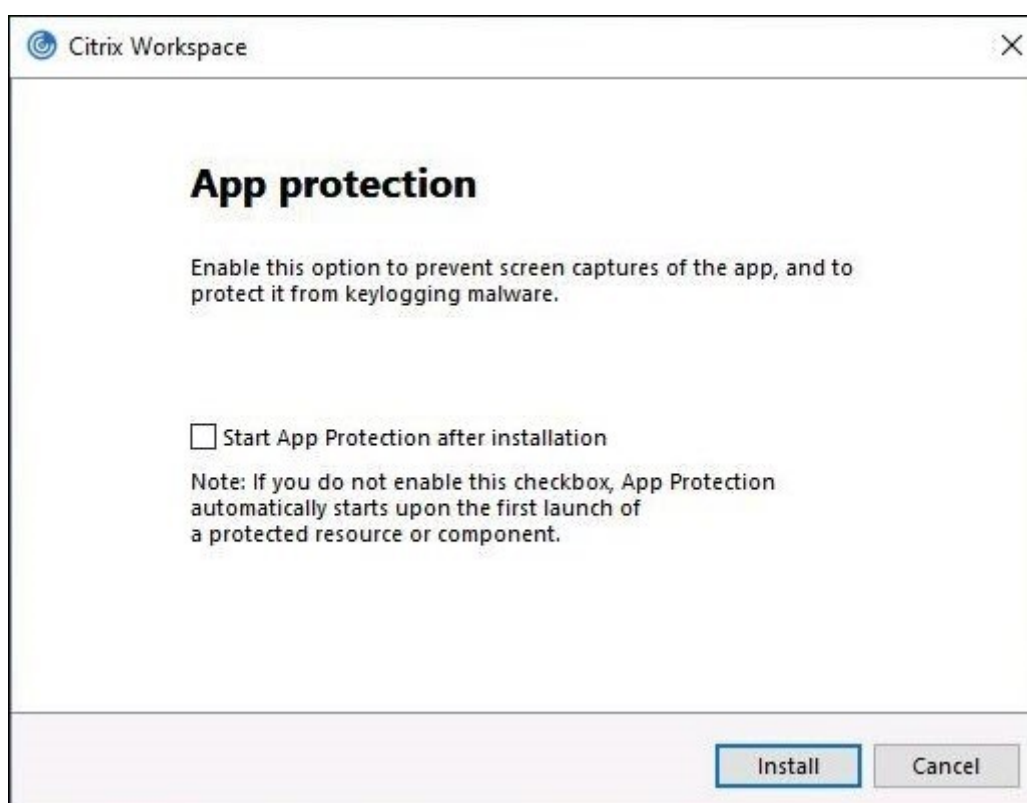 Citrix Workspace
App protection
Enable this option to prevent screen captures of the app, and to
protect it from keylogging malware.
Start App Protection after installation
Note: If you do not enable this checkbox, App Protection
automatically starts upon the first launch of
a protected resource or component.
Install
Cancel